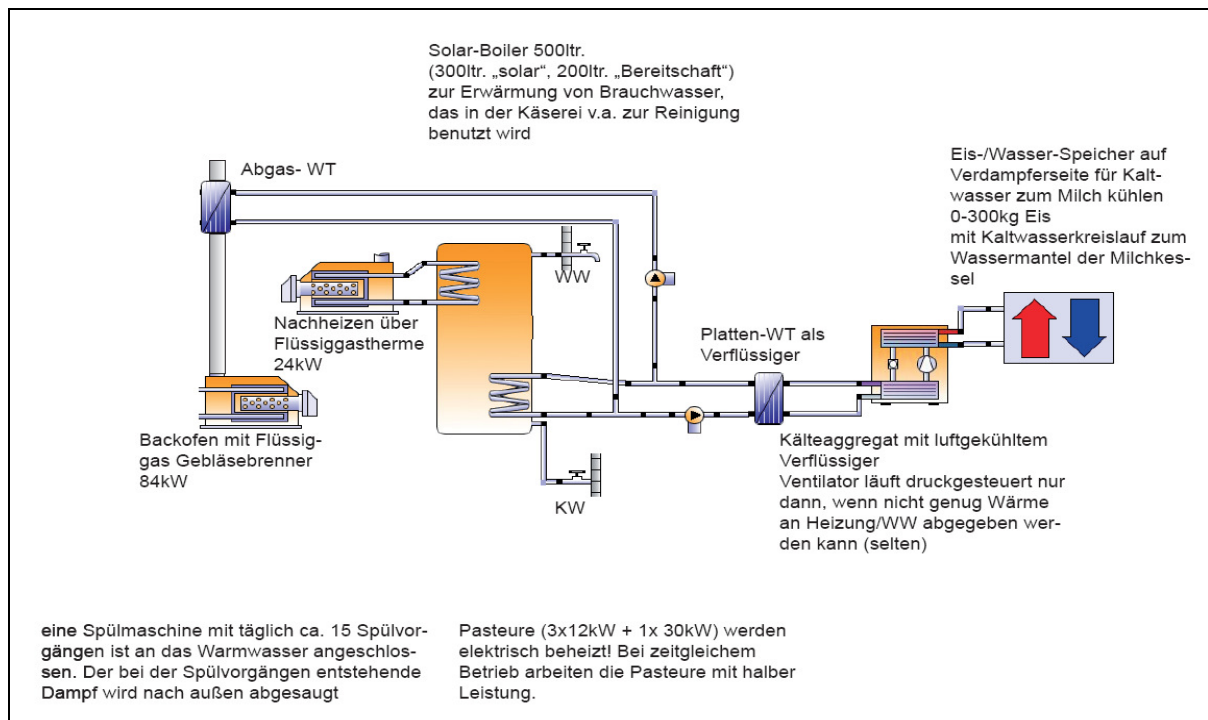 Solar-Boiler 500ltr.
(300ltr. „solar“, 200ltr. „Bereitschaft“)
zur Erwärmung von Brauchwasser,
das in der Käserei v.a. zur Reinigung
benutzt wird
Abgas- WT
Eis-/Wasser-Speicher auf
Verdampferseite für Kalt-
wasser zum Milch kühlen
0-300kg Eis
mit Kaltwasserkreislauf zum
Wassermantel der Milchkes-
sel
WW
Nachheizen über
Flüssiggastherme
24kW
Platten-WT als
Verflüssiger
Backofen mit Flüssig-
gas Gebläsebrenner
84kW
KW
Kälteaggregat mit luftgekühltem
Verflüssiger
Ventilator läuft druckgesteuert nur
dann, wenn nicht genug Wärme
an Heizung/WW abgegeben wer-
den kann (selten)
eine Spülmaschine mit täglich ca. 15 Spülvor-
gängen ist an das Warmwasser angeschlos-
sen. Der bei der Spülvorgängen entstehende
Dampf wird nach außen abgesaugt
Pasteure (3x12kW + 1x 30kW) werden
elektrisch beheizt! Bei zeitgleichem
Betrieb arbeiten die Pasteure mit halber
Leistung.